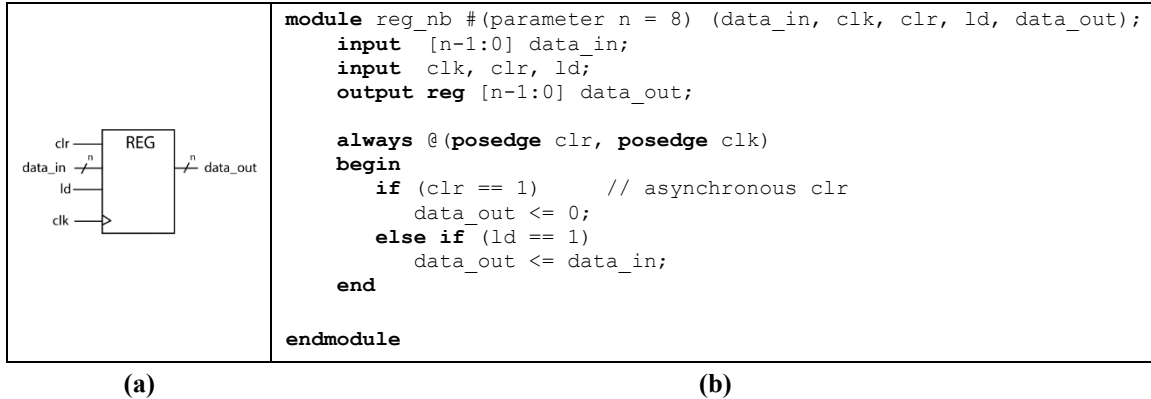 clr
REG
data_in
n
n
data_out
ld
clk
module reg_nb #(parameter n = 8) (data_in, clk, clr, ld, data_out);
input [n-1:0] data_in;
input clk, clr, ld;
output reg [n-1:0] data_out;
always @(posedge clr, posedge clk)
begin
if (clr == 1) // asynchronous clr
data_out <= 0;
else if (ld == 1)
data_out <= data_in;
end
endmodule
(a)
(b)